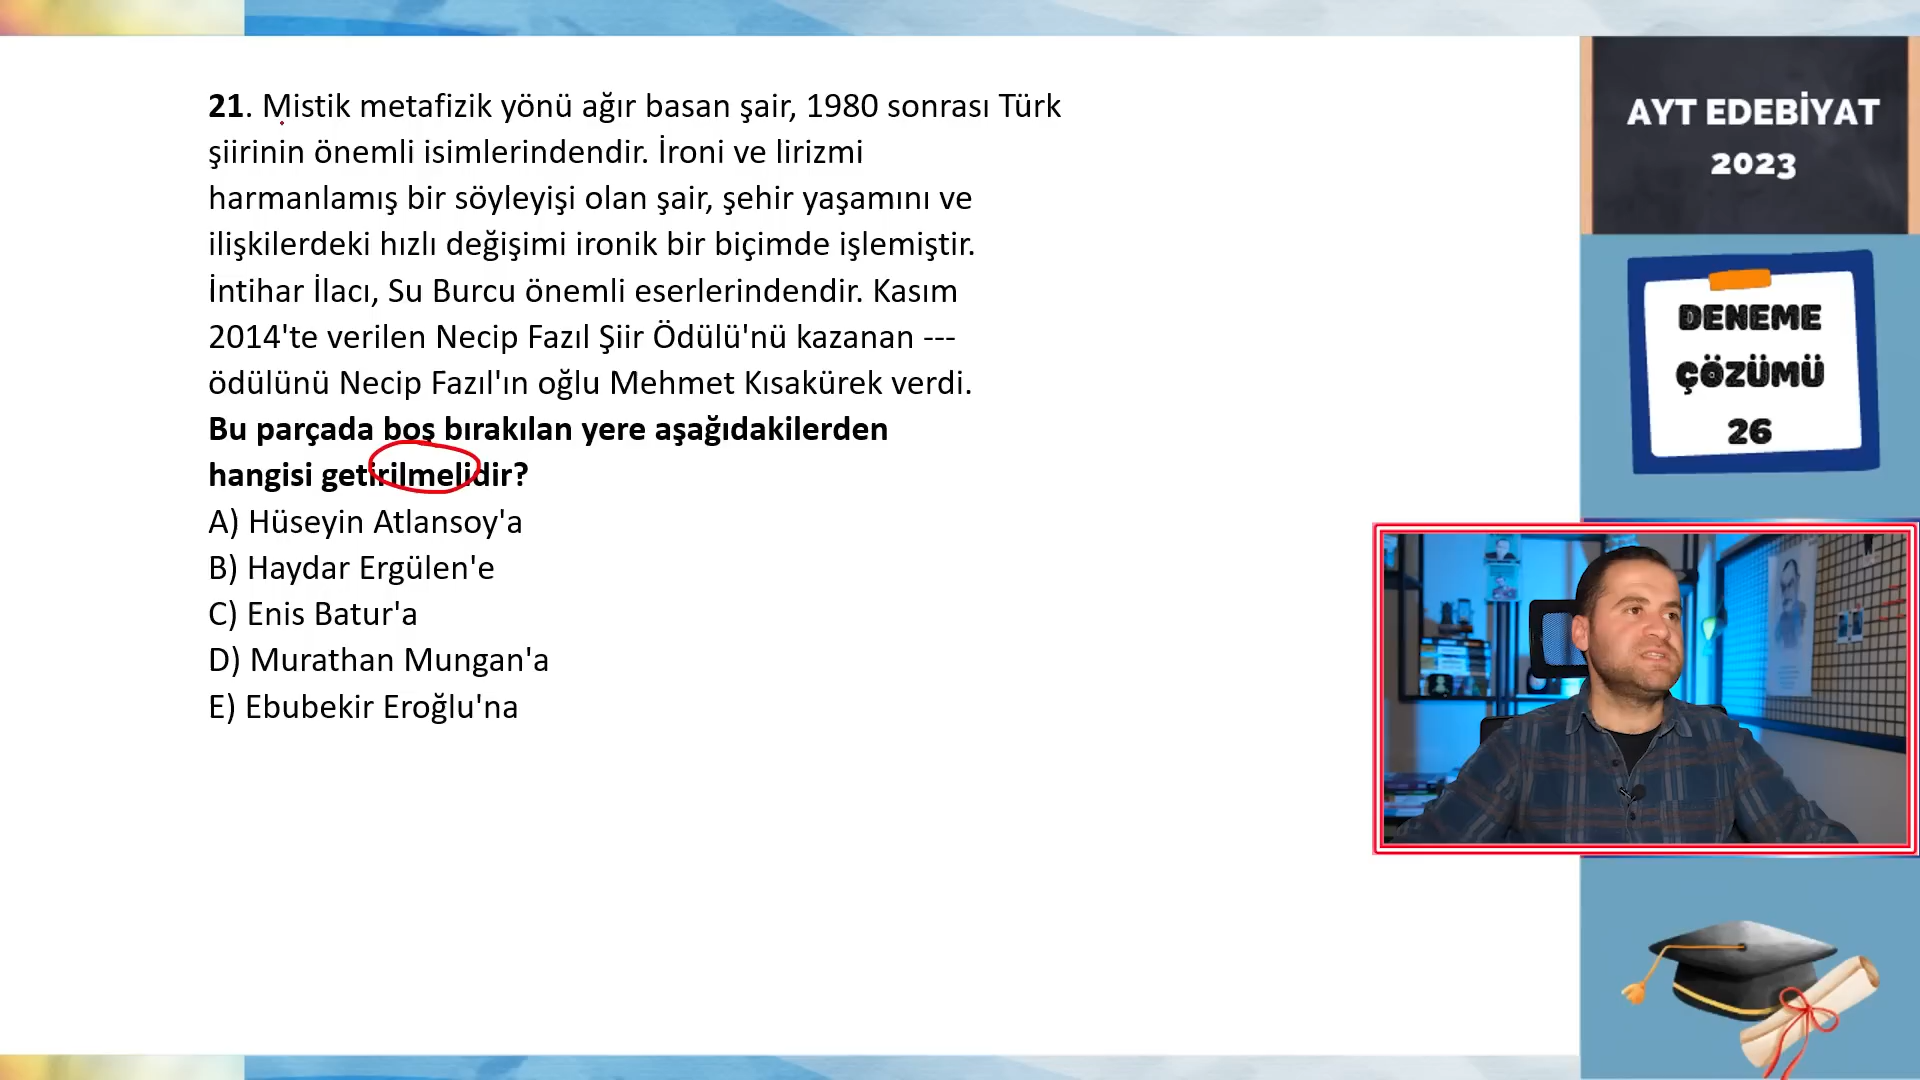 21. Mistik metafizik yönü ağır basan şair, 1980 sonrası Türk
şiirinin önemli isimlerindendir. İroni ve lirizmi
harmanlamış bir söyleyişi olan şair, şehir yaşamını ve
ilişkilerdeki hızlı değişimi ironik bir biçimde işlemiştir.
İntihar İlacı, Su Burcu önemli eserlerindendir. Kasım
2014'te verilen Necip Fazıl Şiir Ödülü'nü kazanan ---
ödülünü Necip Fazıl'ın oğlu Mehmet Kısakürek verdi.
Bu parçada boş bırakılan yere aşağıdakilerden
hangisi getirilmelidir?
A) Hüseyin Atlansoy'a
B) Haydar Ergülen'e
C) Enis Batur'a
D) Murathan Mungan'a
E) Ebubekir Eroğlu'na
AYT EDEBİYAT
2023
DENEME
ÇÖZÜMÜ
26